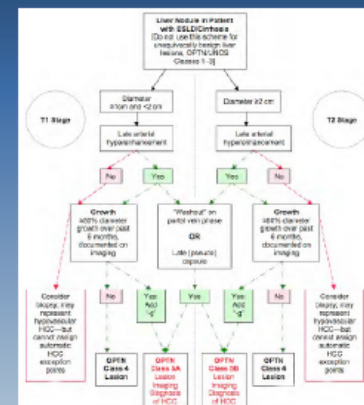 Liver Nodule in Patient
with ESLD/Cirrhosis
[Do not use this scheme for
unequivocally benign liver
lesions, OPTN/UNOS
Classes 1-3]
T1 Stage
Diameter
≥1cm and <2 cm
Diameter ≥2 cm
T2 Stage
Late arterial
hyperenhancement
Late arterial
hyperenhancement
No
Yes
Yes
No
Growth
≥50% diameter
growth over past
6 months,
documented on
imaging
"Washout" on
portal vein phase
OR
Late (pseudo)
capsule
Growth
≥50% diameter
growth over past
6 months,
documented on
imaging
Consider
biopsy, may
represent
hypovascular
HCC—but
cannot assign
automatic
HCC
exception
points
No
Yes
Add
"-g"
Yes
Yes
Add
"-g"
No
Consider
biopsy, may
represent
hypovascular
HCC—but
cannot assign
automatic
HCC
exception
points
OPTN
Class 4
Lesion
OPTN
Class 5A
Lesion
Imaging
Diagnosis
of HCC
OPTN
Class 5B
Lesion
Imaging
Diagnosis
of HCC
OPTN
Class 4
Lesion